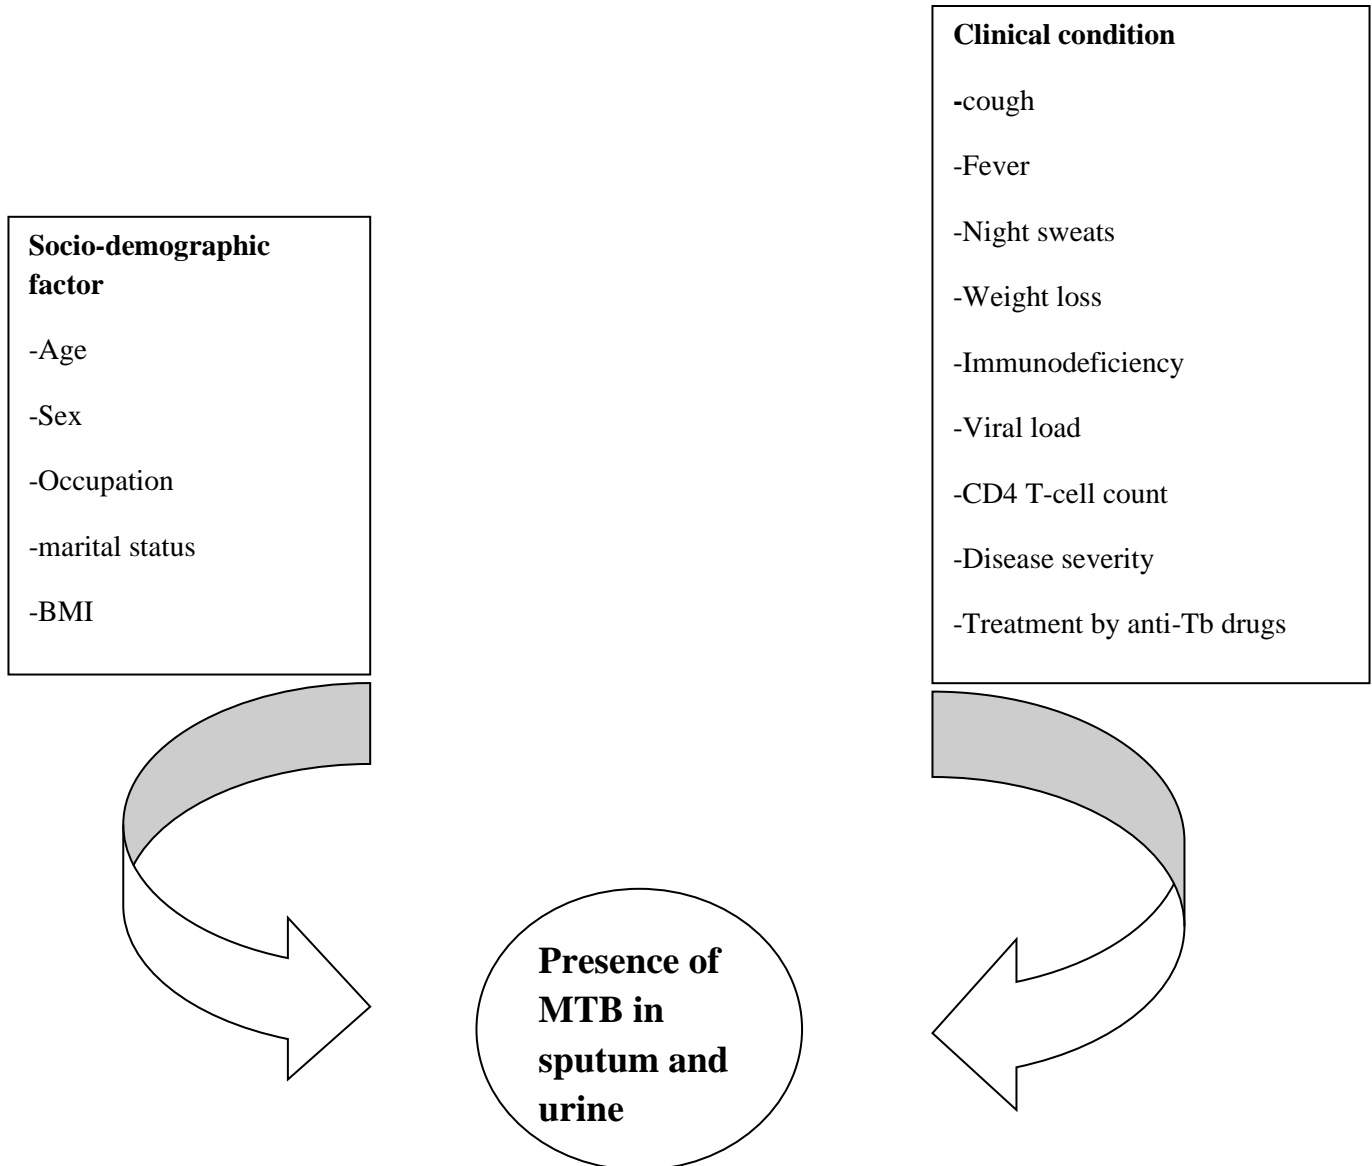 Clinical condition
-cough
-Fever
-Night sweats
-Weight loss
-Immunodeficiency
-Viral load
-CD4 T-cell count
-Disease severity
-Treatment by anti-Tb drugs
Socio-demographic
factor
-Age
-Sex
-Occupation
-marital status
-BMI
Presence of
MTB in
sputum and
urine